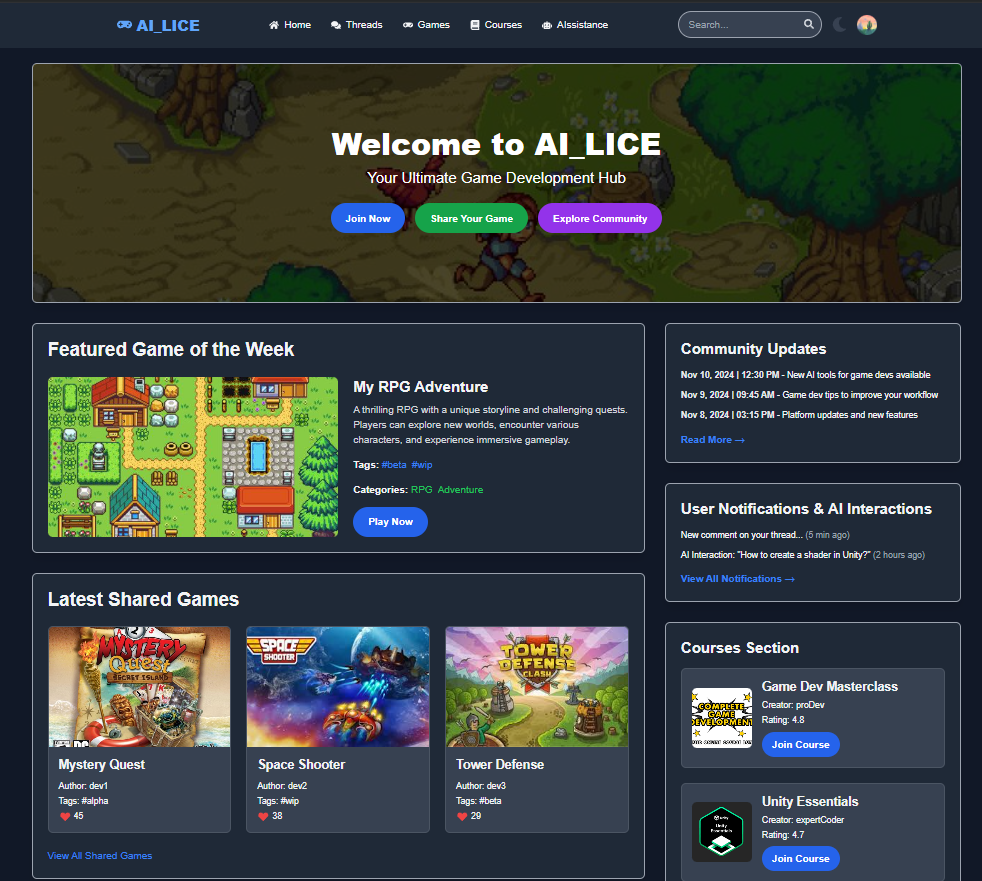 AI_LICE
Home
Threads
Games
Courses
AIssistance
Search...
Welcome to AI_LICE
Your Ultimate Game Development Hub
Join Now
Share Your Game
Explore Community
Featured Game of the Week
My RPG Adventure
A thrilling RPG with a unique storyline and challenging quests.
Players can explore new worlds, encounter various
characters, and experience immersive gameplay.
Tags: #beta #wip
Categories: RPG Adventure
Play Now
Latest Shared Games
MYSTERY
Quest
SECRET ISLAND
Mystery Quest
Author: dev1
Tags: #alpha
45
SPACE
SHOOTER
Space Shooter
Author: dev2
Tags: #wip
38
TOWER
DEFENSE
CLASH
Tower Defense
Author: dev3
Tags: #beta
29
View All Shared Games
Community Updates
Nov 10, 2024 | 12:30 PM - New AI tools for game devs available
Nov 9, 2024 | 09:45 AM - Game dev tips to improve your workflow
Nov 8, 2024 | 03:15 PM - Platform updates and new features
Read More →
User Notifications & AI Interactions
New comment on your thread... (5 min ago)
AI Interaction: "How to create a shader in Unity?" (2 hours ago)
View All Notifications →
Courses Section
COMPLETE
GAME
DEVELOPMENT
Game Dev Masterclass
Creator: proDev
Rating: 4.8
Join Course
unity
Unity
Essentials
Unity Essentials
Creator: expertCoder
Rating: 4.7
Join Course